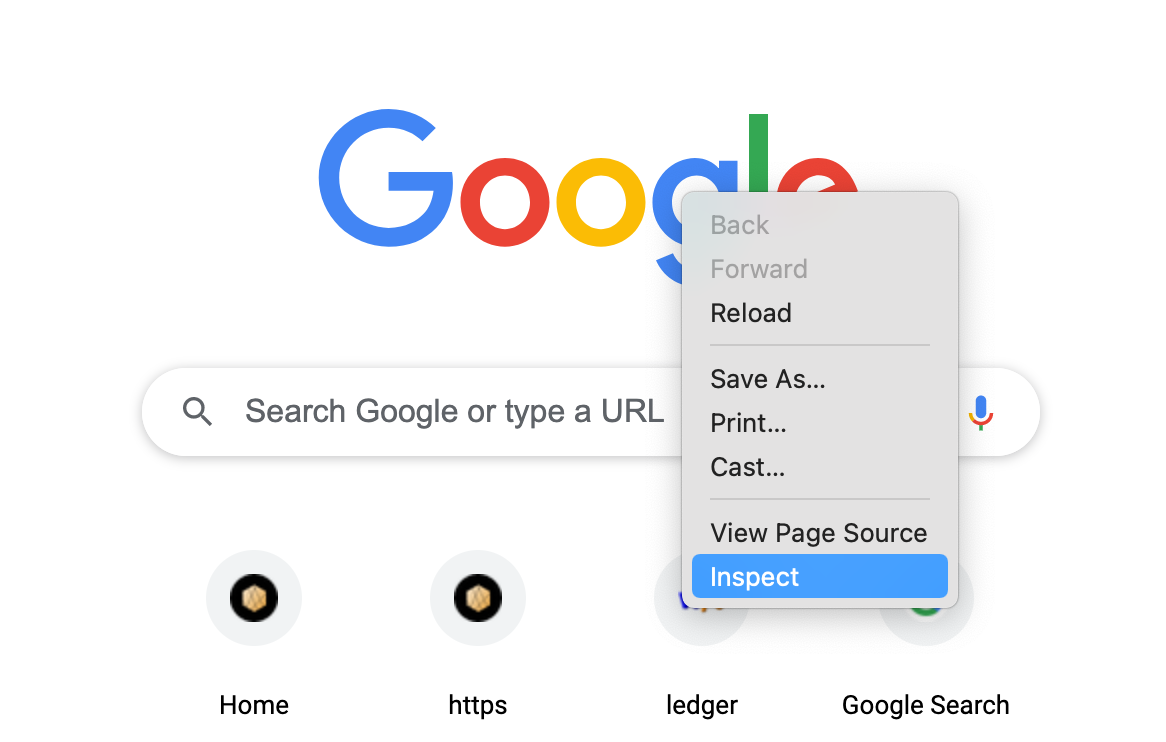 Google
Back
Forward
Reload
Save As...
Print...
Cast...
View Page Source
Inspect
Search Google or type a URL
Home
https
ledger
Google Search